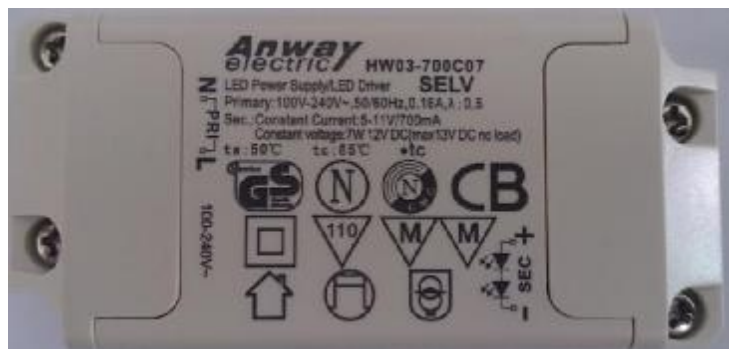 Anway
electric HW03-700C07
LED Power Supply/LED Driver SELV
Primary:100V-240V~,50/60Hz,0.16A,λ:0.5
Sec.:Constant Current:5-11V/700mA
Constant voltage:7W 12V DC(max13V DC no load)
ta:50℃ tc:85℃ •tc
N PRI L
100-240V~
GS N N CB
110 M M
+ SEC -